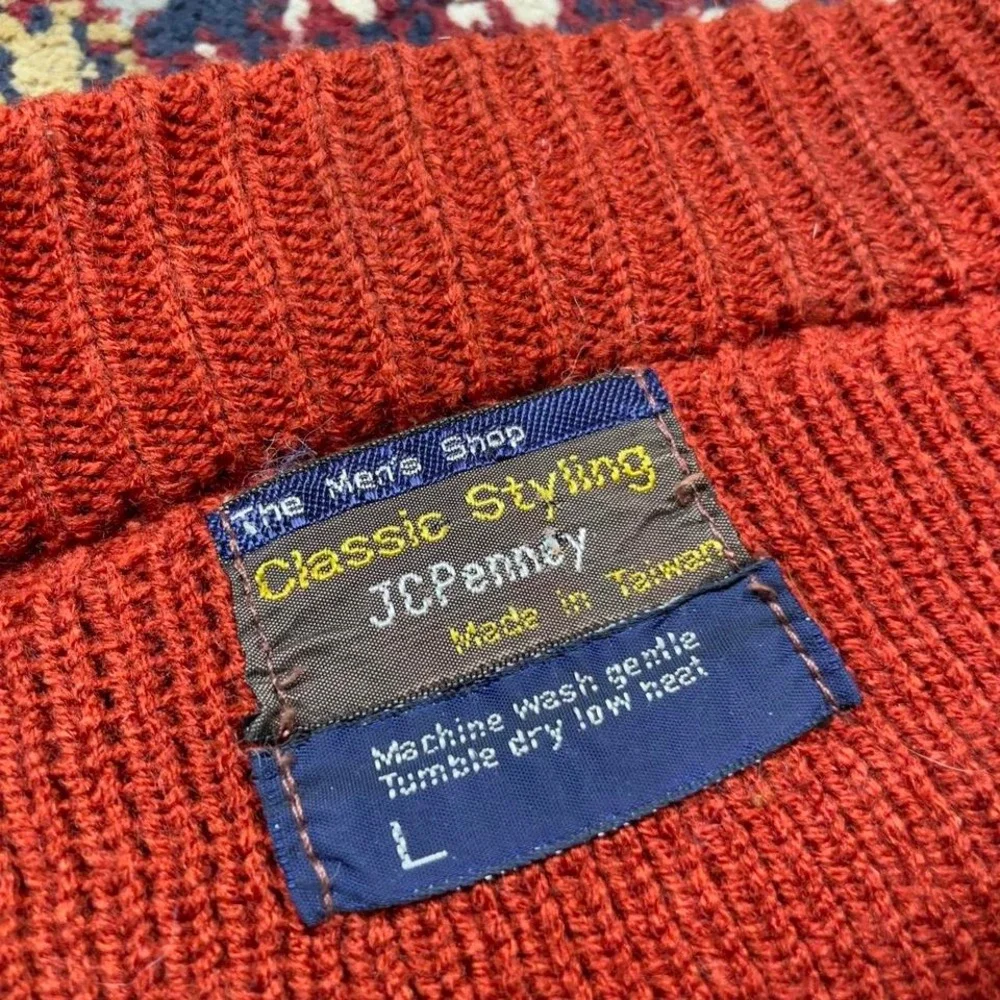 The Men's Shop
Classic Styling
JCPenney
Made in Taiwan
Machine wash gentle
Tumble dry low heat
L